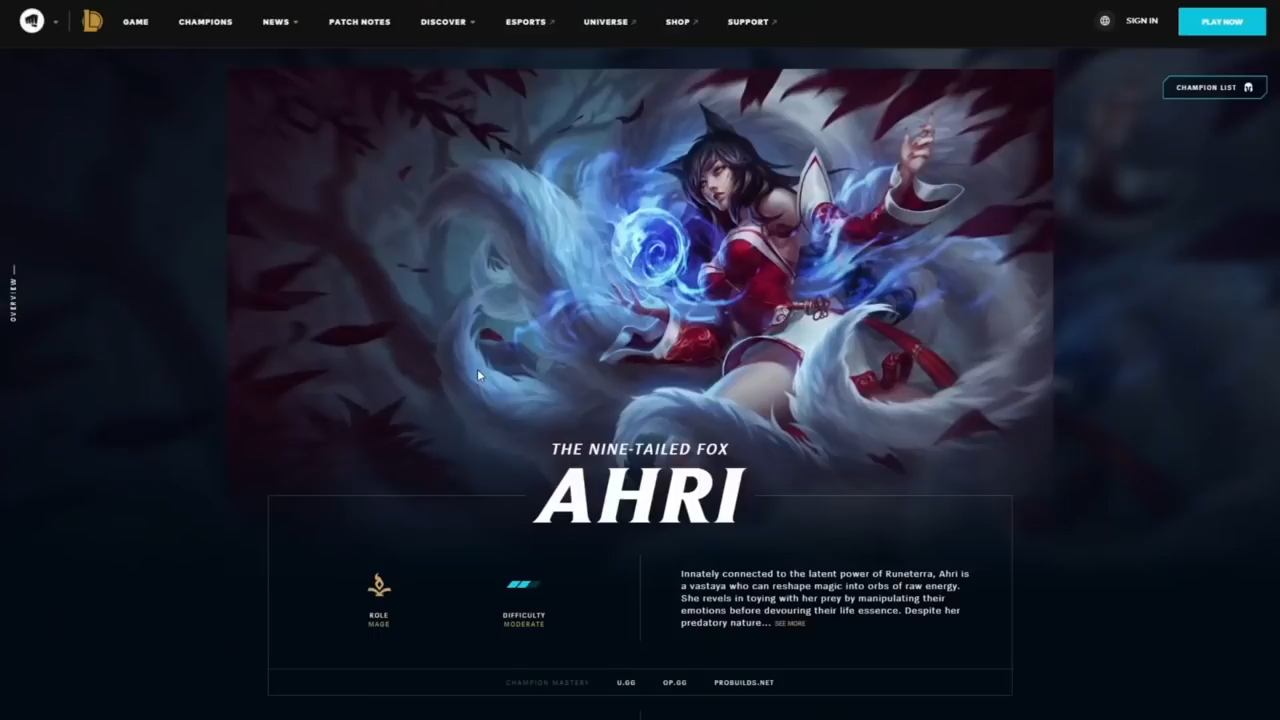 GAME CHAMPIONS NEWS PATCH NOTES DISCOVER ESPORTS UNIVERSE SHOP SUPPORT SIGN IN PLAY NOW
CHAMPION LIST
OVERVIEW
THE NINE-TAILED FOX
AHRI
Innately connected to the latent power of Runeterra, Ahri is
a vastaya who can reshape magic into orbs of raw energy.
She revels in toying with her prey by manipulating their
emotions before devouring their life essence. Despite her
predatory nature... SEE MORE
ROLE
MAGE
DIFFICULTY
MODERATE
CHAMPION MASTERY U.GG OP.GG PROBUILDS.NET